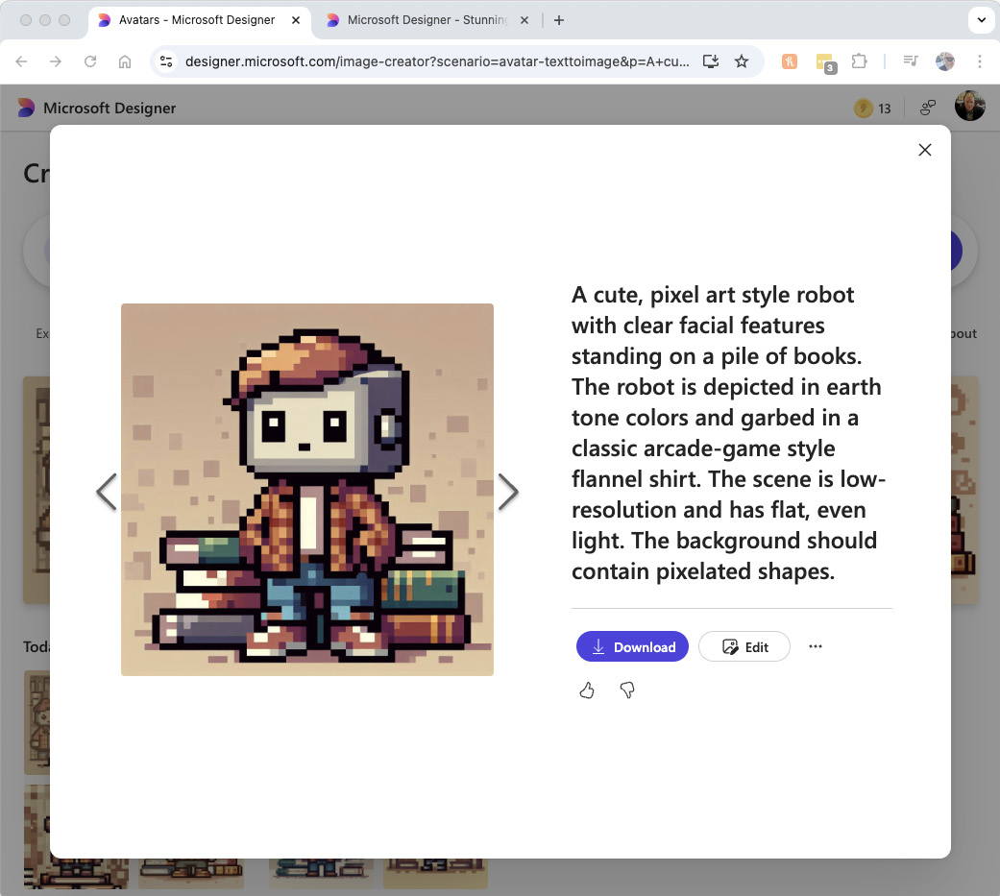 Avatars - Microsoft Designer
Microsoft Designer - Stunning
designer.microsoft.com/image-creator?scenario=avatar-texttoimage&p=A+cu...
3
Microsoft Designer
13
Cr
Ex
bout
A cute, pixel art style robot
with clear facial features
standing on a pile of books.
The robot is depicted in earth
tone colors and garbed in a
classic arcade-game style
flannel shirt. The scene is low-
resolution and has flat, even
light. The background should
contain pixelated shapes.
Download
Edit
Toda